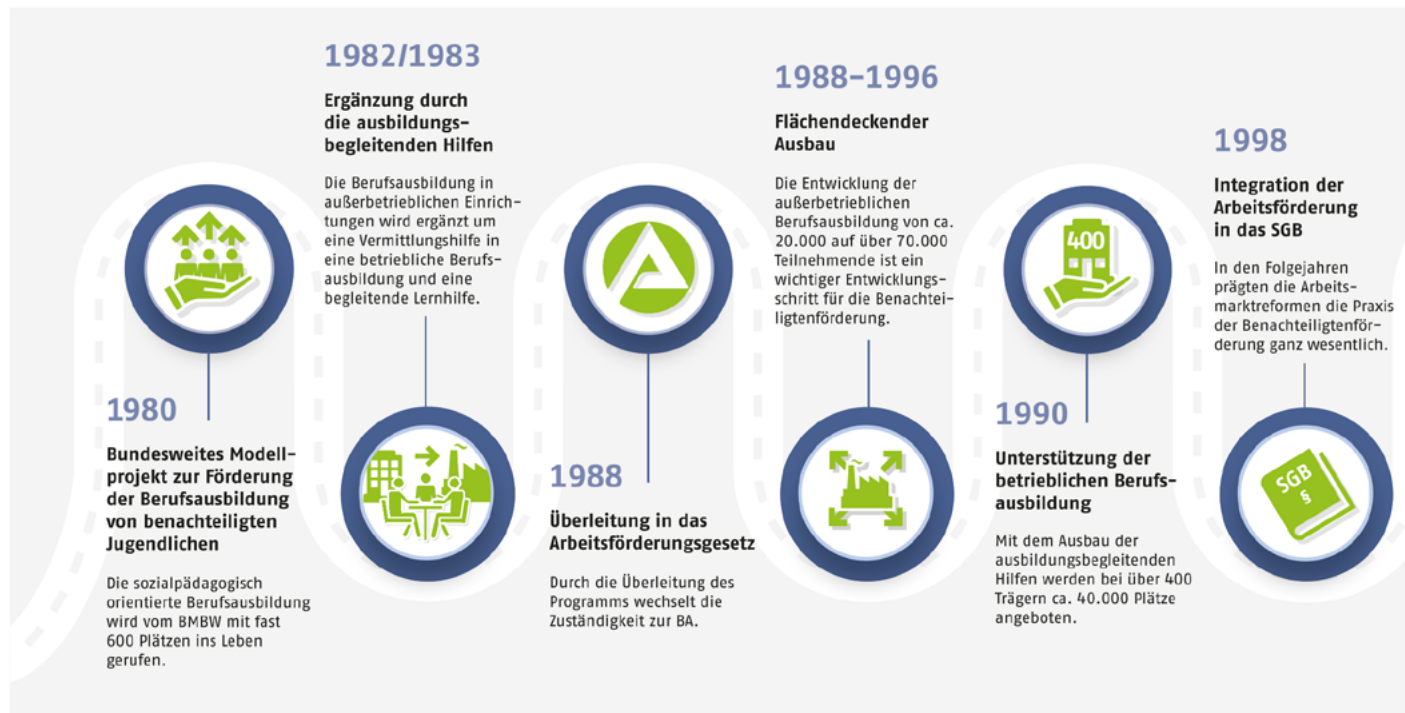 1980
Bundesweites Modell-
projekt zur Förderung
der Berufsausbildung
von benachteiligten
Jugendlichen
Die sozialpädagogisch
orientierte Berufsausbildung
wird vom BMBW mit fast
600 Plätzen ins Leben
gerufen.
1982/1983
Ergänzung durch
die ausbildungs-
begleitenden Hilfen
Die Berufsausbildung in
außerbetrieblichen Einrich-
tungen wird ergänzt um
eine Vermittlungshilfe in
eine betriebliche Berufs-
ausbildung und eine
begleitende Lernhilfe.
1988
Überleitung in das
Arbeitsförderungsgesetz
Durch die Überleitung des
Programms wechselt die
Zuständigkeit zur BA.
1988–1996
Flächendeckender
Ausbau
Die Entwicklung der
außerbetrieblichen
Berufsausbildung von ca.
20.000 auf über 70.000
Teilnehmende ist ein
wichtiger Entwicklungs-
schritt für die Benachtei-
ligtenförderung.
400
1990
Unterstützung der
betrieblichen Berufs-
ausbildung
Mit dem Ausbau der
ausbildungsbegleitenden
Hilfen werden bei über 400
Trägern ca. 40.000 Plätze
angeboten.
1998
Integration der
Arbeitsförderung
in das SGB
In den Folgejahren
prägten die Arbeits-
marktreformen die Praxis
der Benachteiligtenför-
derung ganz wesentlich.
SGB
§